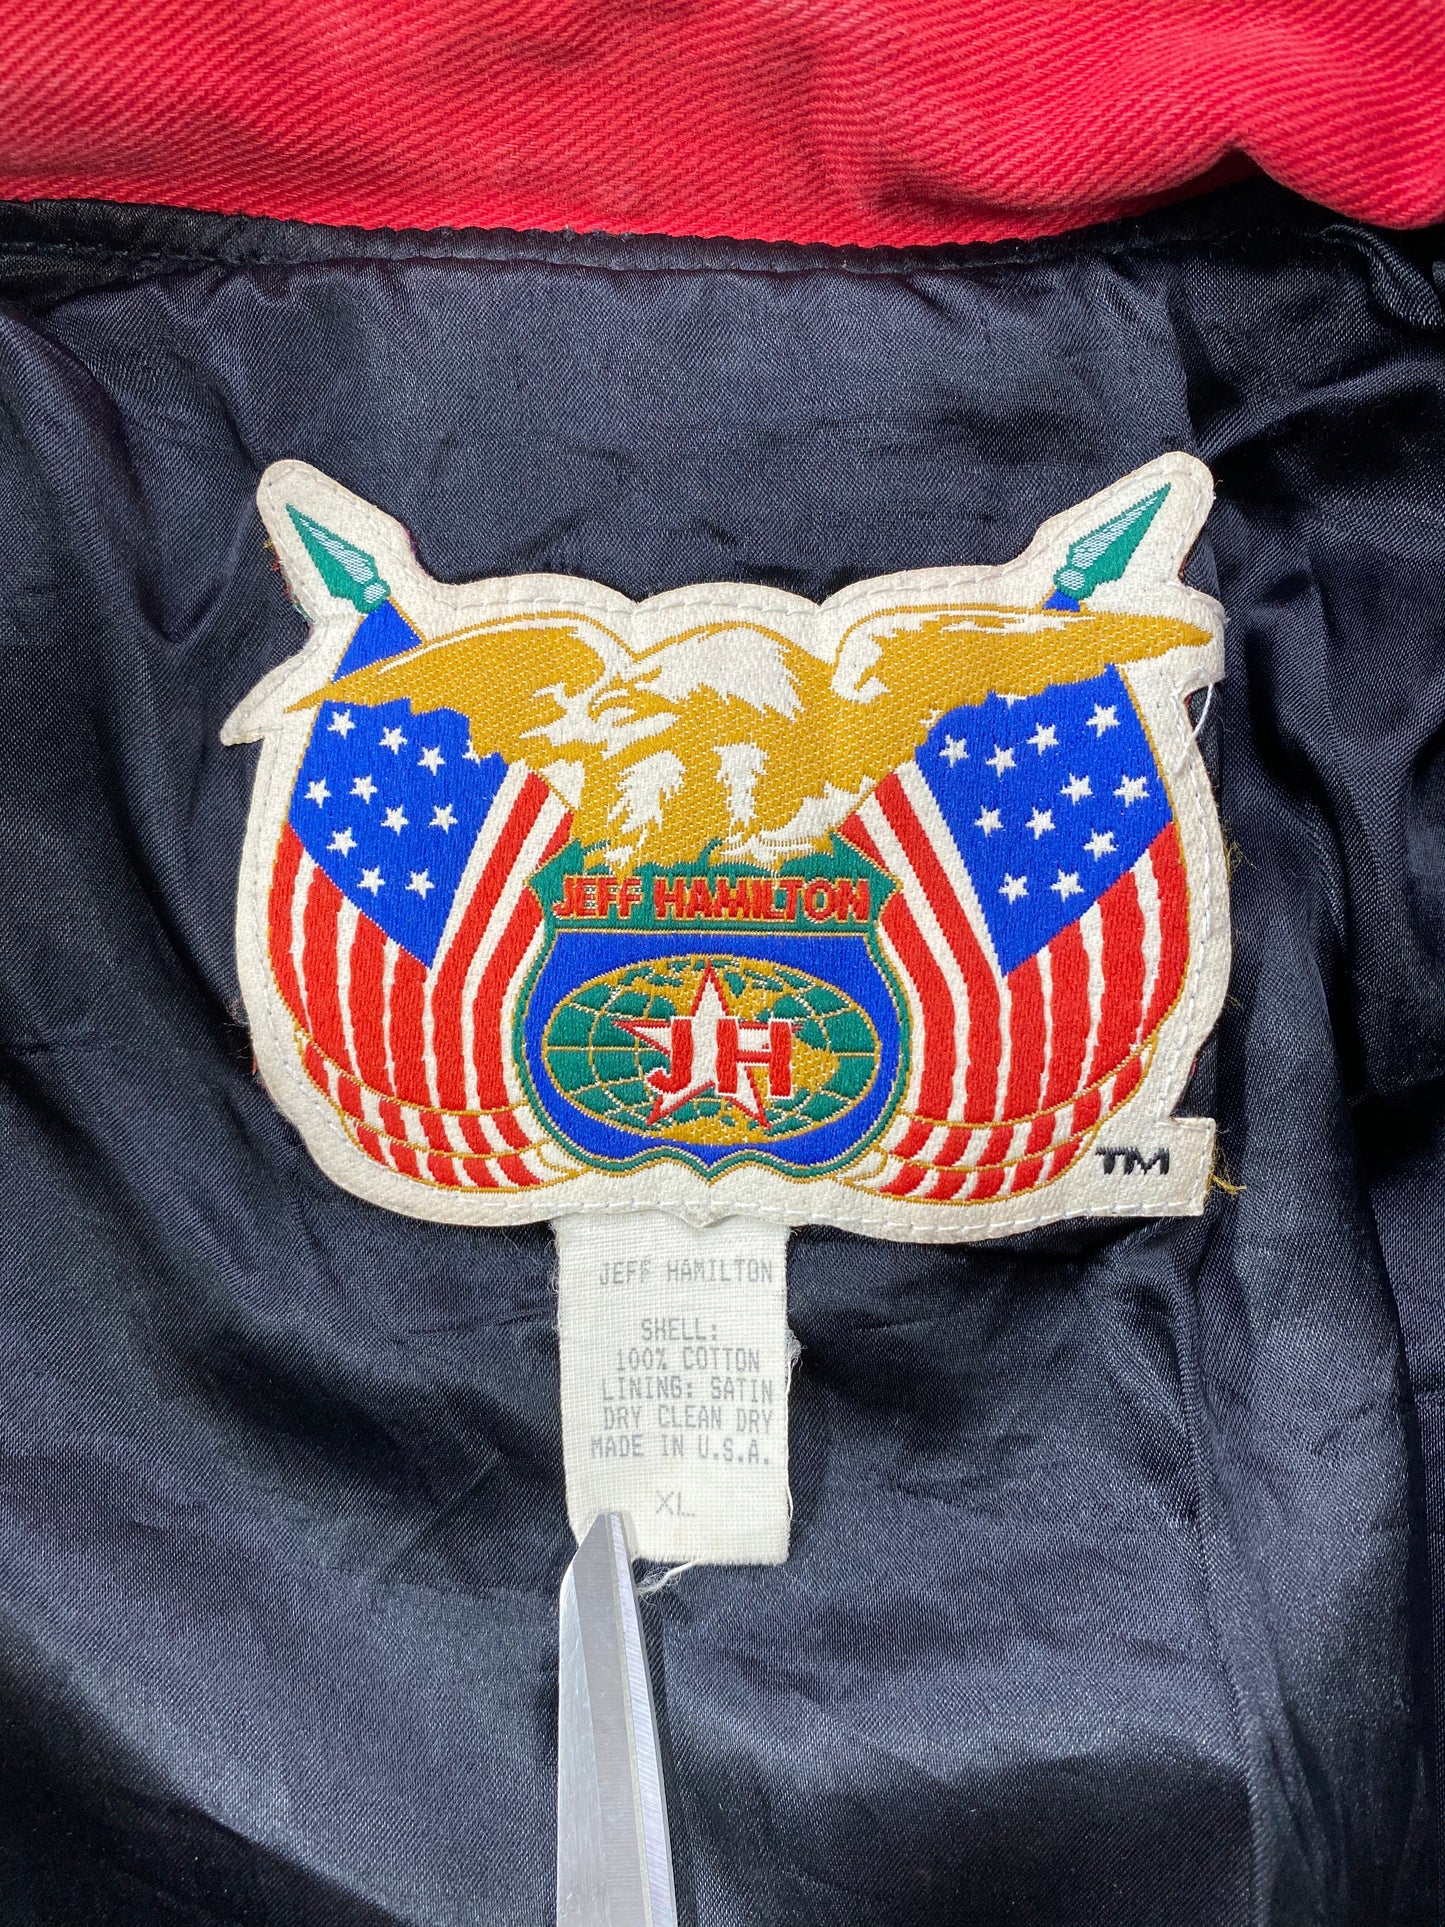 JEFF HAMILTON
JH
TM
JEFF HAMILTON
SHELL:
100% COTTON
LINING: SATIN
DRY CLEAN DRY
MADE IN U.S.A.
XL